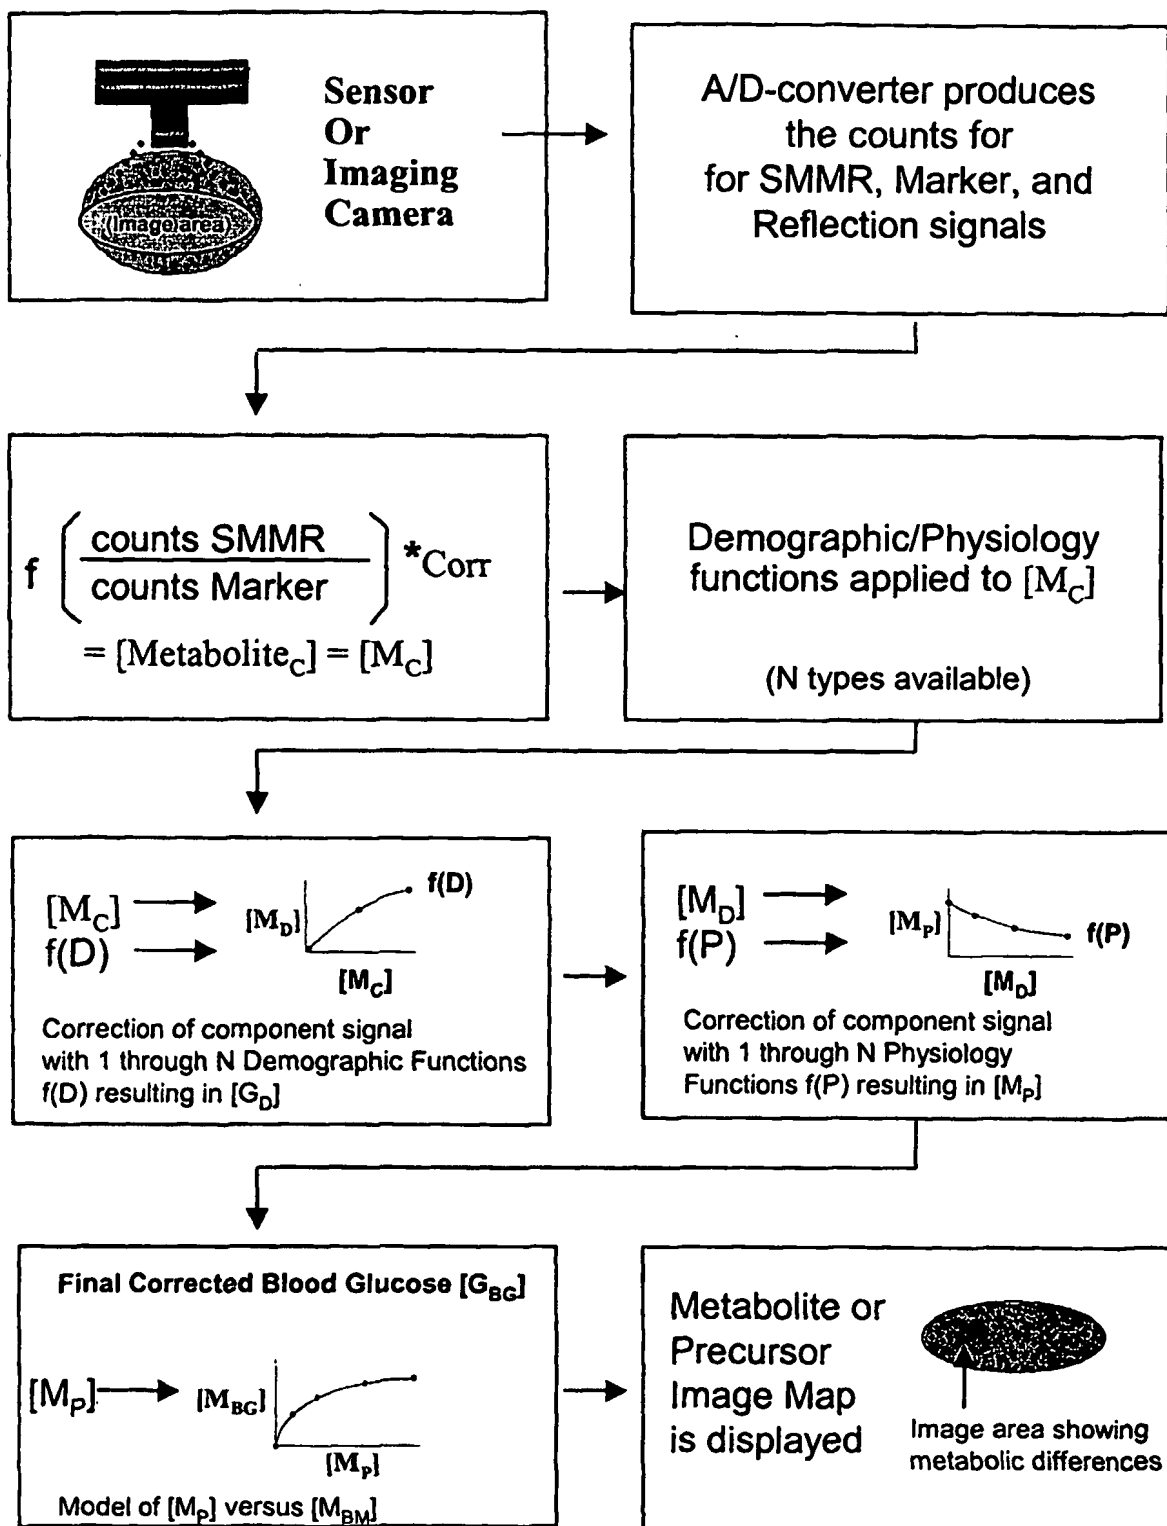 (Image area)
Sensor
Or
Imaging
Camera
A/D-converter produces
the counts for
for SMMR, Marker, and
Reflection signals
f ( counts SMMR / counts Marker ) *Corr
= [Metabolite_C] = [M_C]
Demographic/Physiology
functions applied to [M_C]
(N types available)
[M_C]
f(D)
[M_D]
f(D)
[M_C]
Correction of component signal
with 1 through N Demographic Functions
f(D) resulting in [G_D]
[M_D]
f(P)
[M_P]
f(P)
[M_D]
Correction of component signal
with 1 through N Physiology
Functions f(P) resulting in [M_P]
Final Corrected Blood Glucose [G_BG]
[M_P]
[M_BG]
[M_P]
Model of [M_P] versus [M_BM]
Metabolite or
Precursor
Image Map
is displayed
Image area showing
metabolic differences